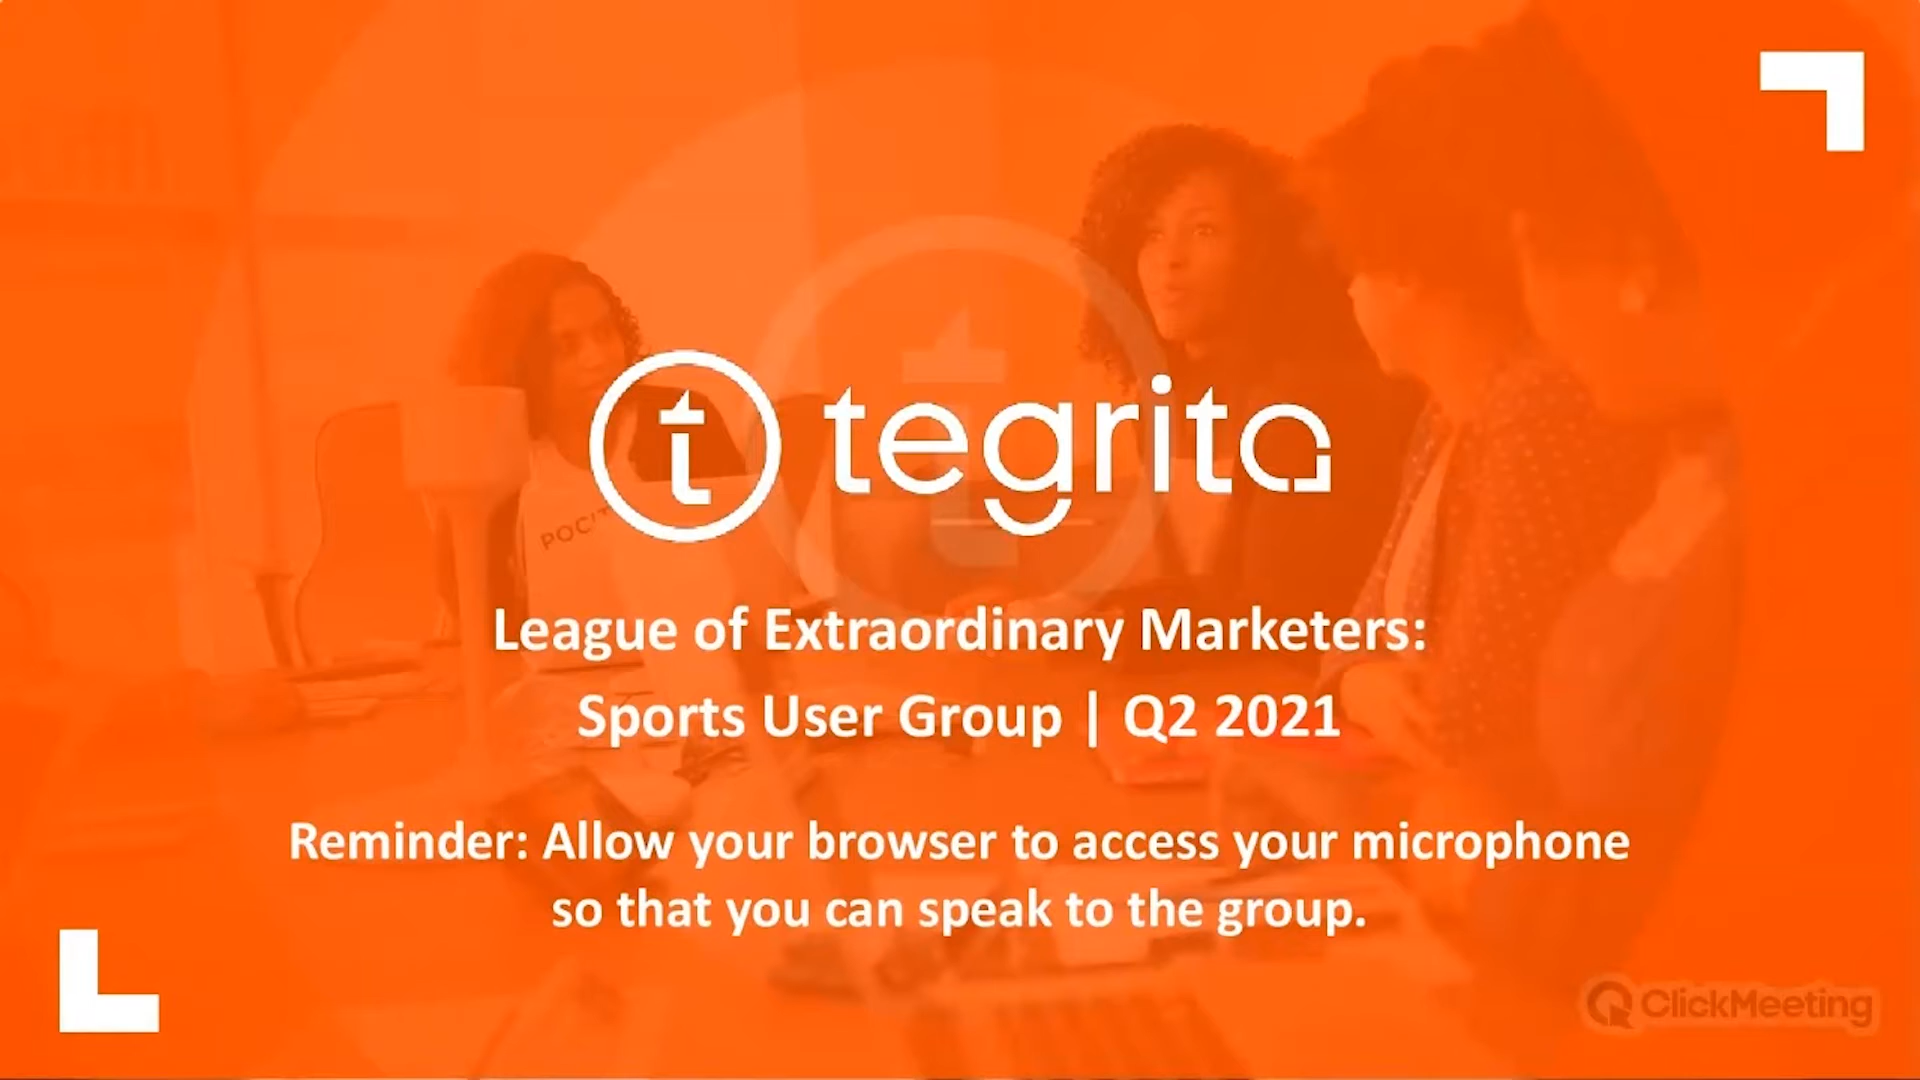 t tegrita
POCIT
League of Extraordinary Marketers:
Sports User Group | Q2 2021
Reminder: Allow your browser to access your microphone
so that you can speak to the group.
ClickMeeting